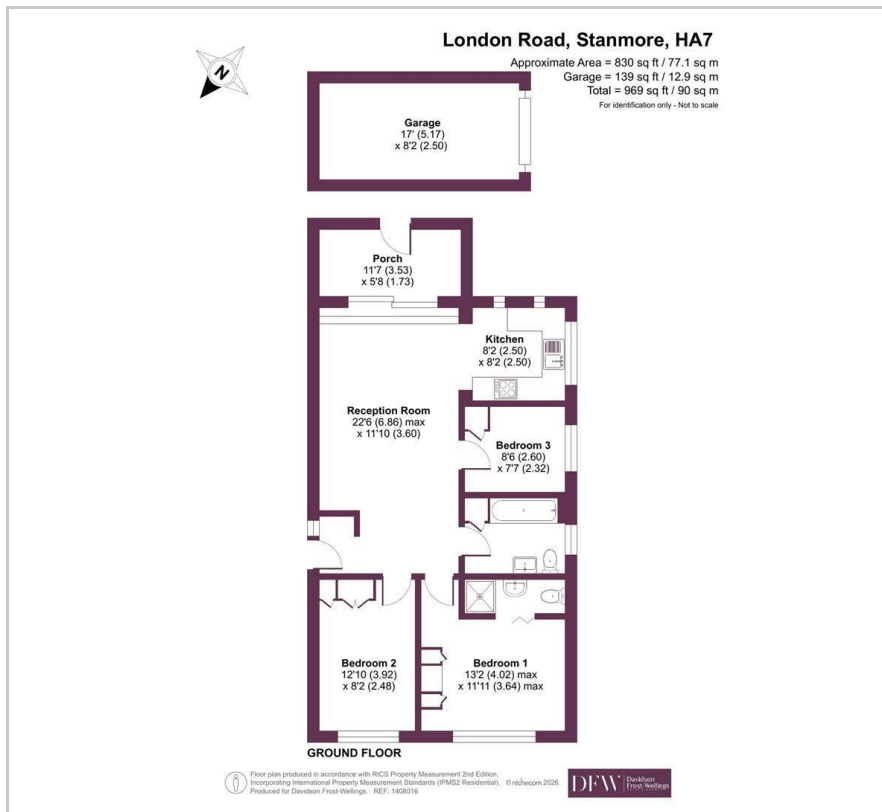 London Road, Stanmore, HA7
Approximate Area = 830 sq ft / 77.1 sq m
Garage = 139 sq ft / 12.9 sq m
Total = 969 sq ft / 90 sq m
For identification only - Not to scale
N
Garage
17' (5.17)
x 8'2 (2.50)
Porch
11'7 (3.53)
x 5'8 (1.73)
Kitchen
8'2 (2.50)
x 8'2 (2.50)
Reception Room
22'6 (6.86) max
x 11'10 (3.60)
Bedroom 3
8'6 (2.60)
x 7'7 (2.32)
Bedroom 2
12'10 (3.92)
x 8'2 (2.48)
Bedroom 1
13'2 (4.02) max
x 11'11 (3.64) max
GROUND FLOOR
Floor plan produced in accordance with RICS Property Measurement 2nd Edition,
Incorporating International Property Measurement Standards (IPMS2 Residential). © nichecom 2026.
Produced for Davidson Frost-Wellings. REF: 1408016
DFW
Davidson
Frost-Wellings